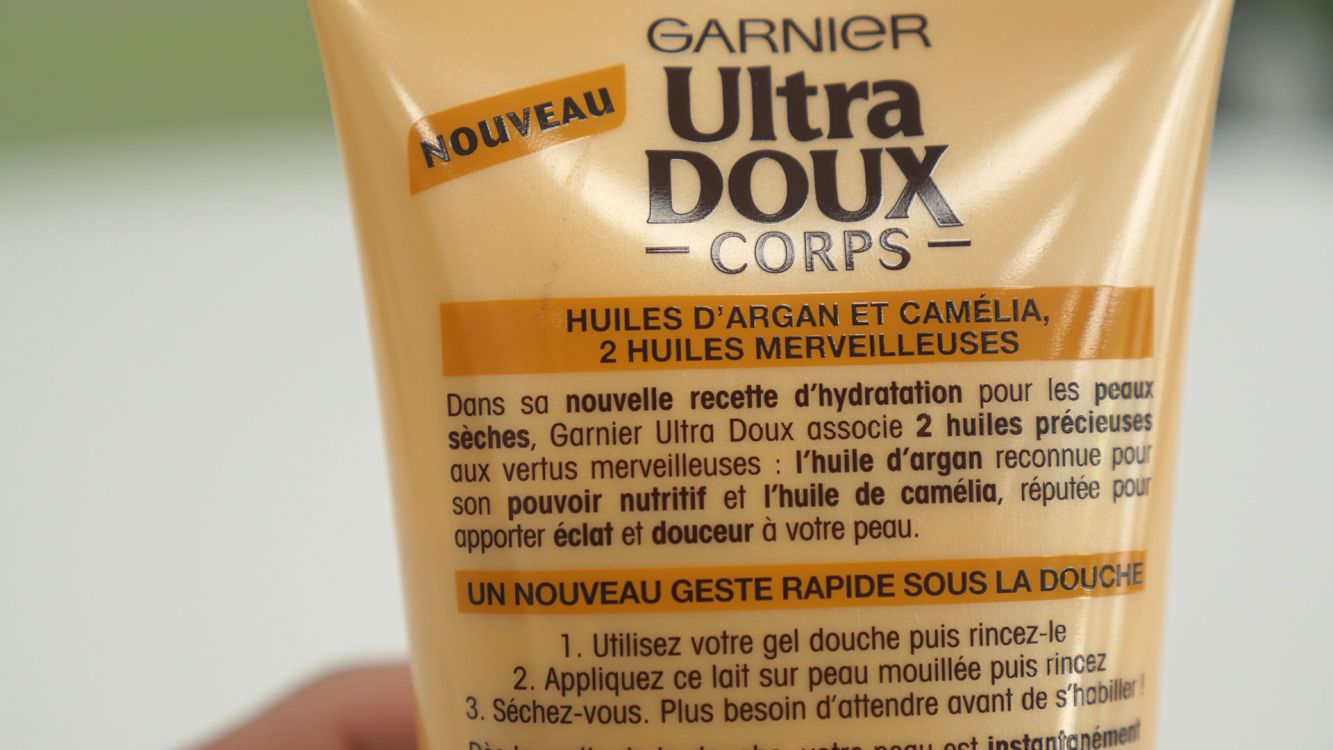 GARNIER
NOUVEAU
Ultra
DOUX
— CORPS —
HUILES D'ARGAN ET CAMÉLIA,
2 HUILES MERVEILLEUSES
Dans sa nouvelle recette d'hydratation pour les peaux
sèches, Garnier Ultra Doux associe 2 huiles précieuses
aux vertus merveilleuses : l'huile d'argan reconnue pour
son pouvoir nutritif et l'huile de camélia, réputée pour
apporter éclat et douceur à votre peau.
UN NOUVEAU GESTE RAPIDE SOUS LA DOUCHE
1. Utilisez votre gel douche puis rincez-le
2. Appliquez ce lait sur peau mouillée puis rincez
3. Séchez-vous. Plus besoin d'attendre avant de s'habiller !
votre peau est instantanément